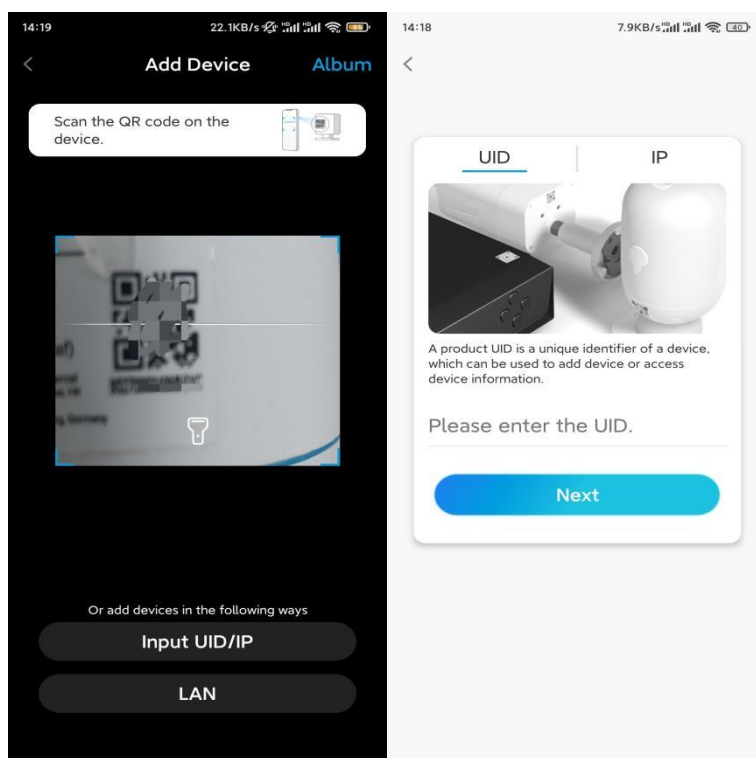 14:19
22.1KB/s
Add Device
Album
Scan the QR code on the
device.
Or add devices in the following ways
Input UID/IP
LAN
14:18
7.9KB/s
40
UID
IP
A product UID is a unique identifier of a device,
which can be used to add device or access
device information.
Please enter the UID.
Next